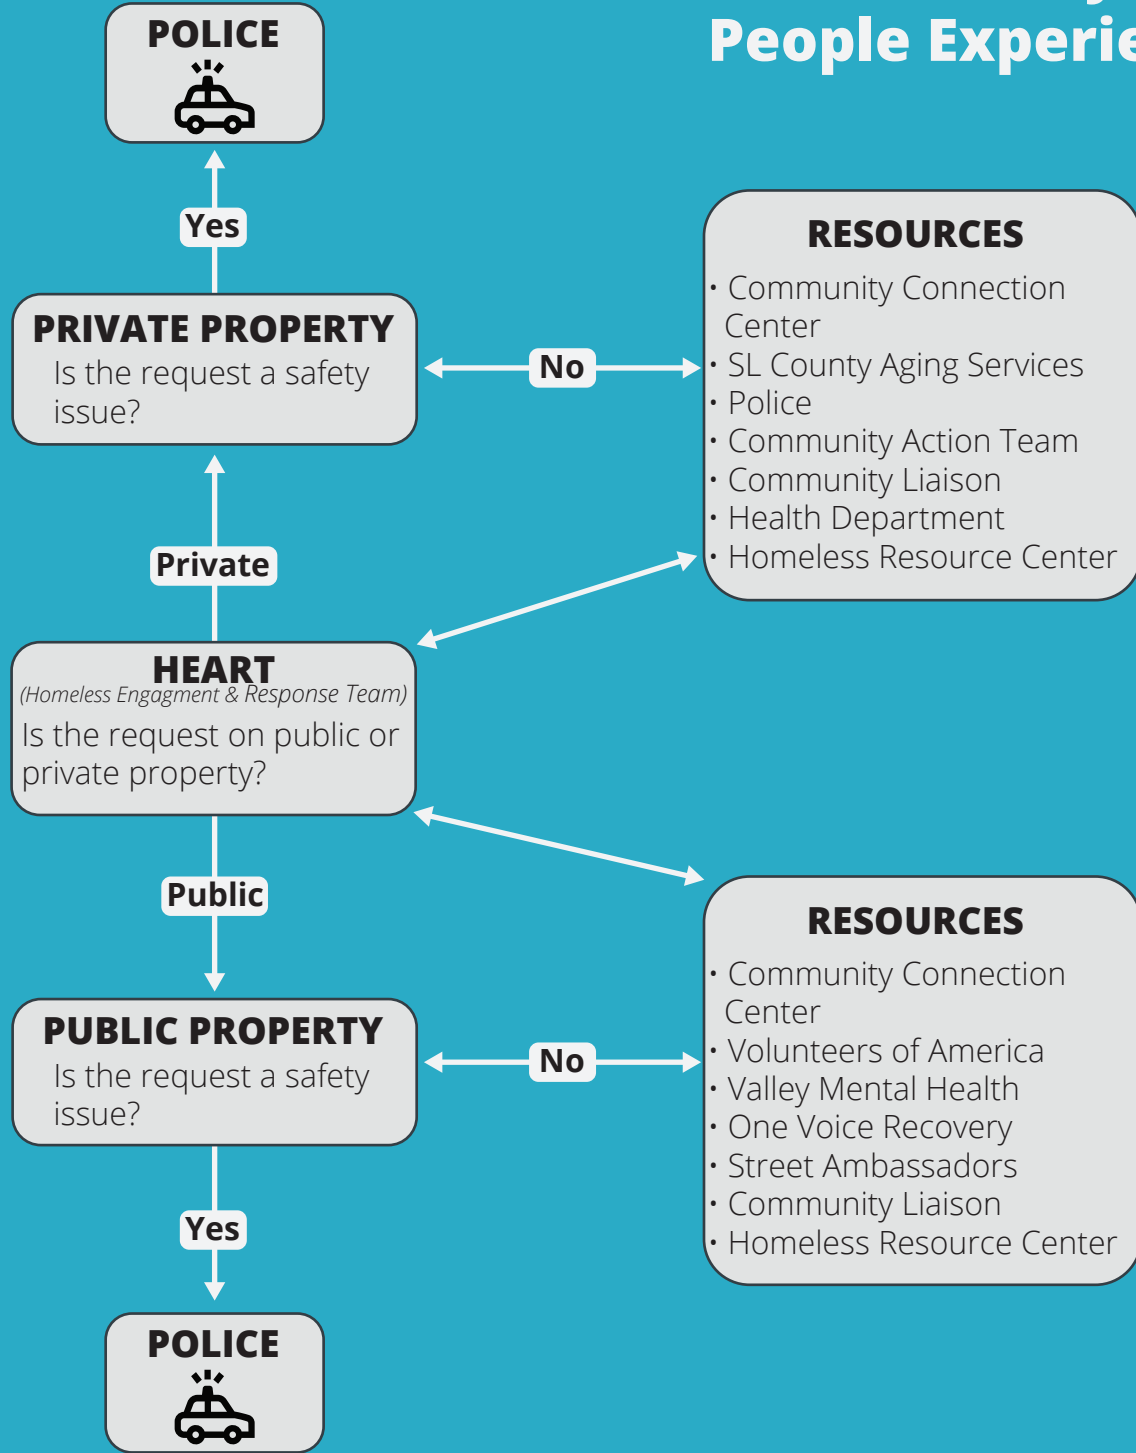 People Experie
POLICE
Yes
PRIVATE PROPERTY
Is the request a safety
issue?
No
RESOURCES
• Community Connection
Center
• SL County Aging Services
• Police
• Community Action Team
• Community Liaison
• Health Department
• Homeless Resource Center
Private
HEART
(Homeless Engagment & Response Team)
Is the request on public or
private property?
Public
PUBLIC PROPERTY
Is the request a safety
issue?
No
RESOURCES
• Community Connection
Center
• Volunteers of America
• Valley Mental Health
• One Voice Recovery
• Street Ambassadors
• Community Liaison
• Homeless Resource Center
Yes
POLICE